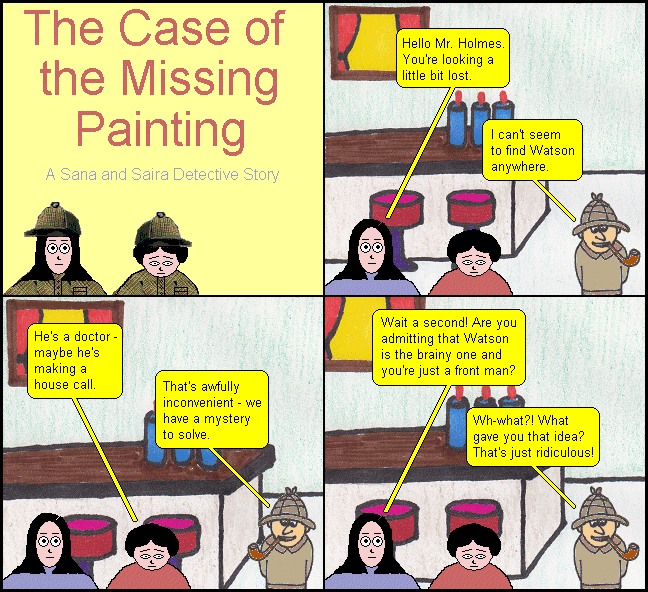 The Case of
the Missing
Painting
A Sana and Saira Detective Story
Hello Mr. Holmes.
You're looking a
little bit lost.
I can't seem
to find Watson
anywhere.
He's a doctor -
maybe he's
making a
house call.
That's awfully
inconvenient - we
have a mystery
to solve.
Wait a second! Are you
admitting that Watson
is the brainy one and
you're just a front man?
Wh-what?! What
gave you that idea?
That's just ridiculous!